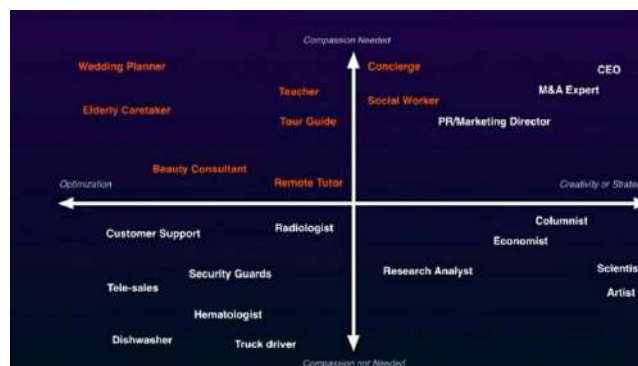 Compassion Needed
Wedding Planner
Concierge
CEO
Teacher
M&A Expert
Elderly Caretaker
Social Worker
Tour Guide
PR/Marketing Director
Beauty Consultant
Remote Tutor
Optimization
Creativity or Strate
Customer Support
Radiologist
Columnist
Economist
Security Guards
Research Analyst
Scientis
Tele-sales
Artist
Hematologist
Dishwasher
Truck driver
Compassion not Needed